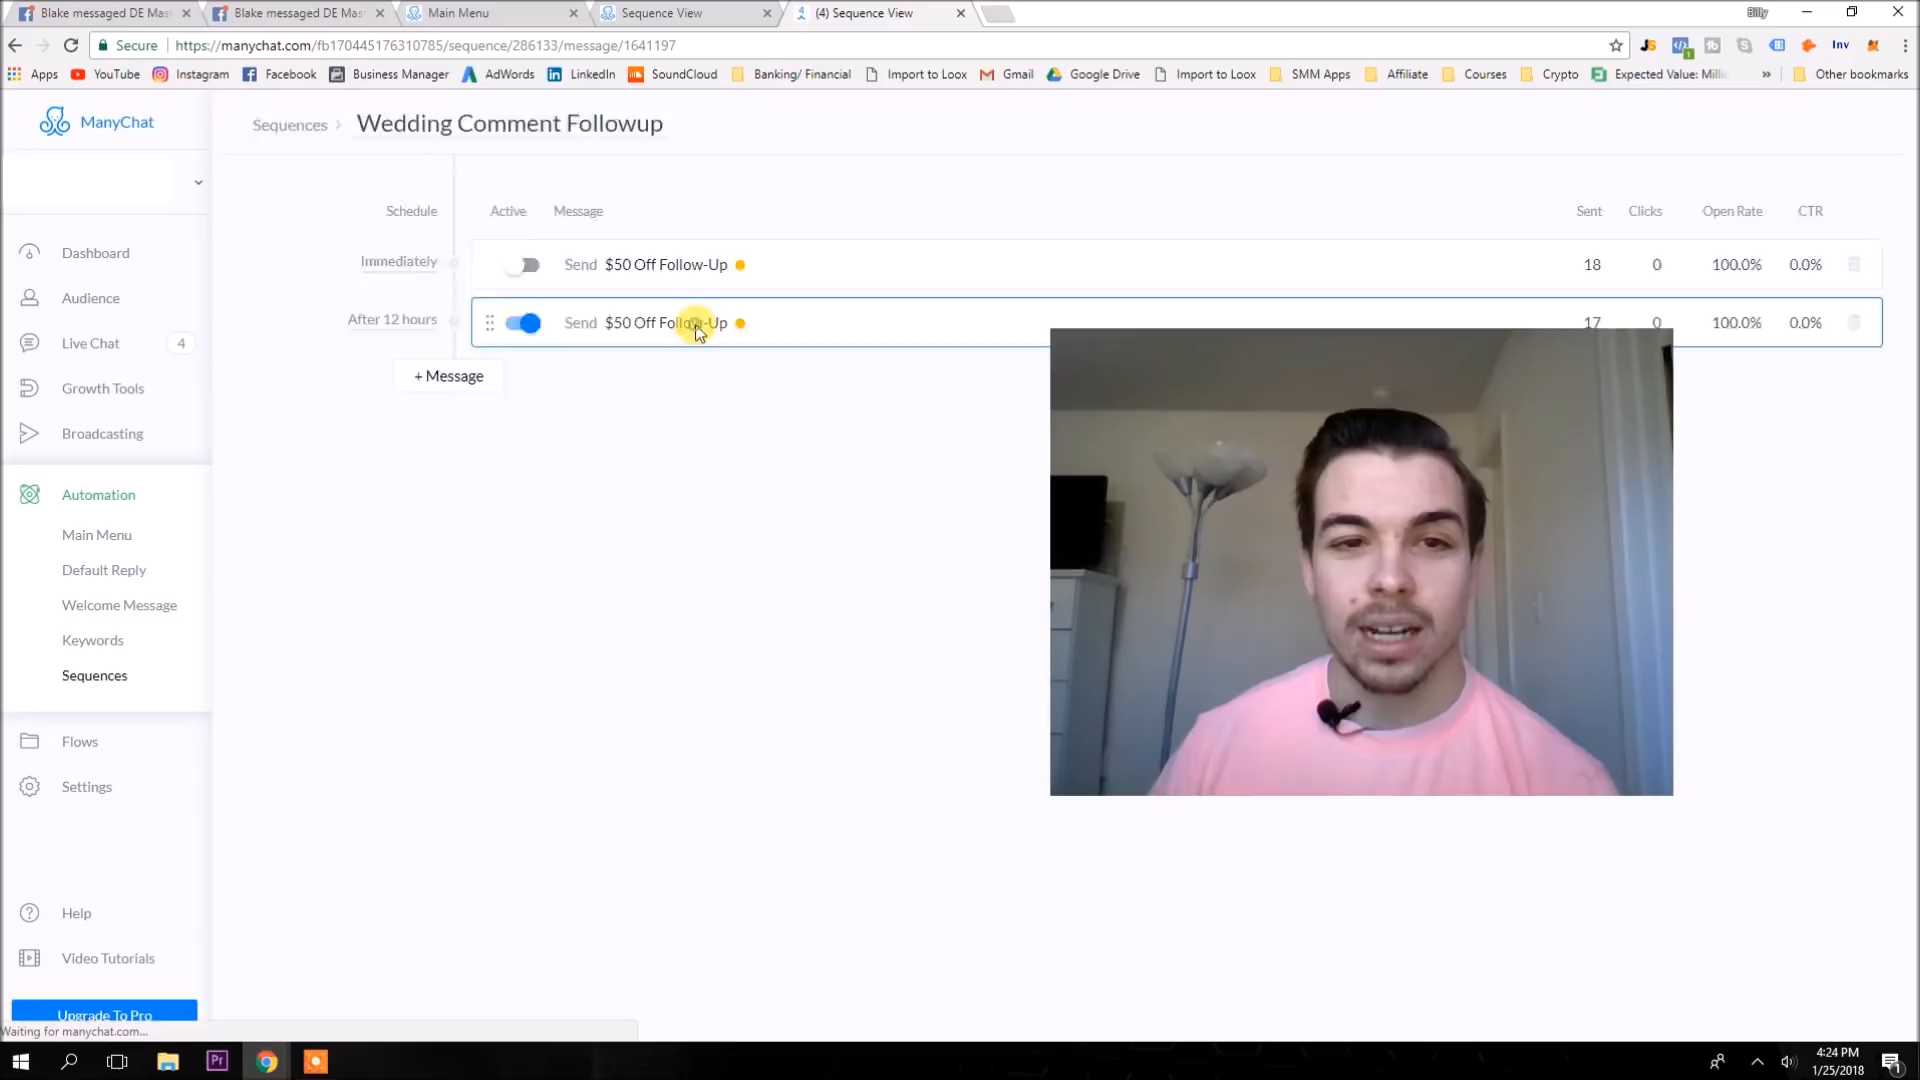 Blake messaged DE Mas
Blake messaged DE Mas
Main Menu
Sequence View
(4) Sequence View
Billy
Secure
https://manychat.com/fb170445176310785/sequence/286133/message/1641197
Inv
Apps
YouTube
Instagram
Facebook
Business Manager
AdWords
LinkedIn
SoundCloud
Banking/ Financial
Import to Loox
Gmail
Google Drive
Import to Loox
SMM Apps
Affiliate
Courses
Crypto
Expected Value: Milli
»
Other bookmarks
ManyChat
Sequences > Wedding Comment Followup
Schedule
Active
Message
Sent
Clicks
Open Rate
CTR
Immediately
Send $50 Off Follow-Up
18
0
100.0%
0.0%
After 12 hours
Send $50 Off Follow-Up
17
0
100.0%
0.0%
+ Message
Dashboard
Audience
Live Chat
4
Growth Tools
Broadcasting
Automation
Main Menu
Default Reply
Welcome Message
Keywords
Sequences
Flows
Settings
Help
Video Tutorials
Upgrade To Pro
Waiting for manychat.com...
Pr
4:24 PM
1/25/2018
1